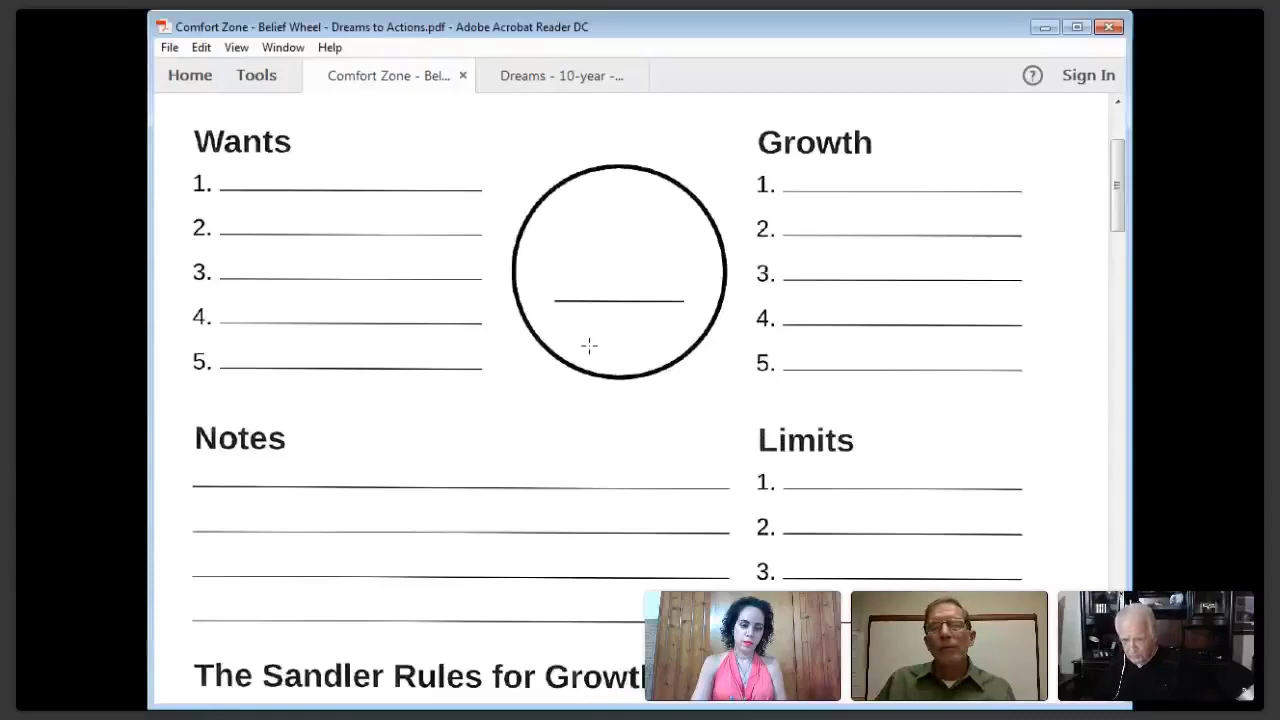 Comfort Zone - Belief Wheel - Dreams to Actions.pdf - Adobe Acrobat Reader DC
File Edit View Window Help
Home Tools Comfort Zone - Bel... × Dreams - 10-year -... ? Sign In
Wants
1.
2.
3.
4.
5.
Growth
1.
2.
3.
4.
5.
Notes
Limits
1.
2.
3.
The Sandler Rules for Growth